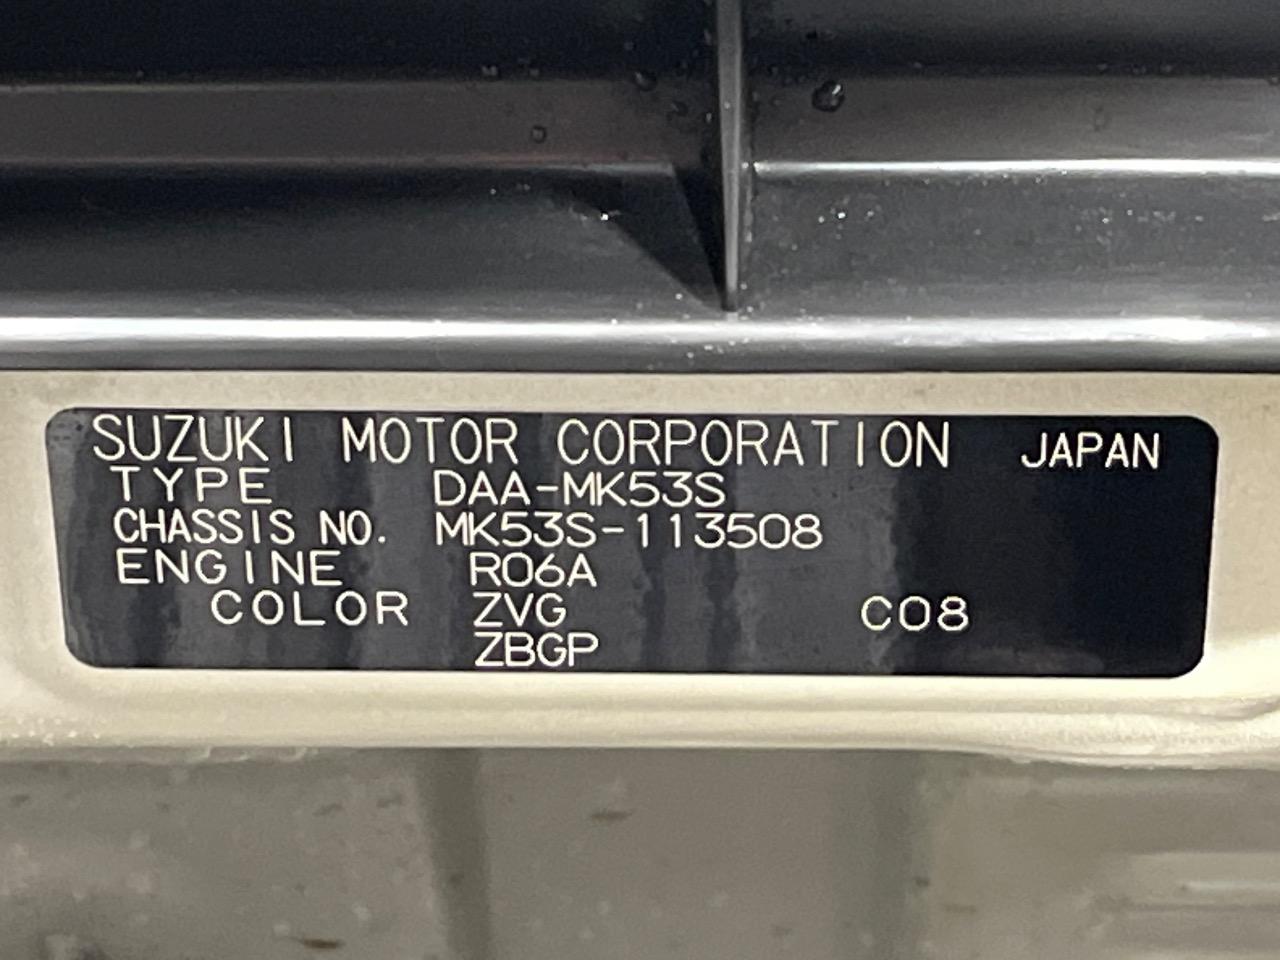 SUZUKI MOTOR CORPORATION JAPAN
TYPE DAA-MK53S
CHASSIS NO. MK53S-113508
ENGINE R06A
COLOR ZVG C08
ZBGP